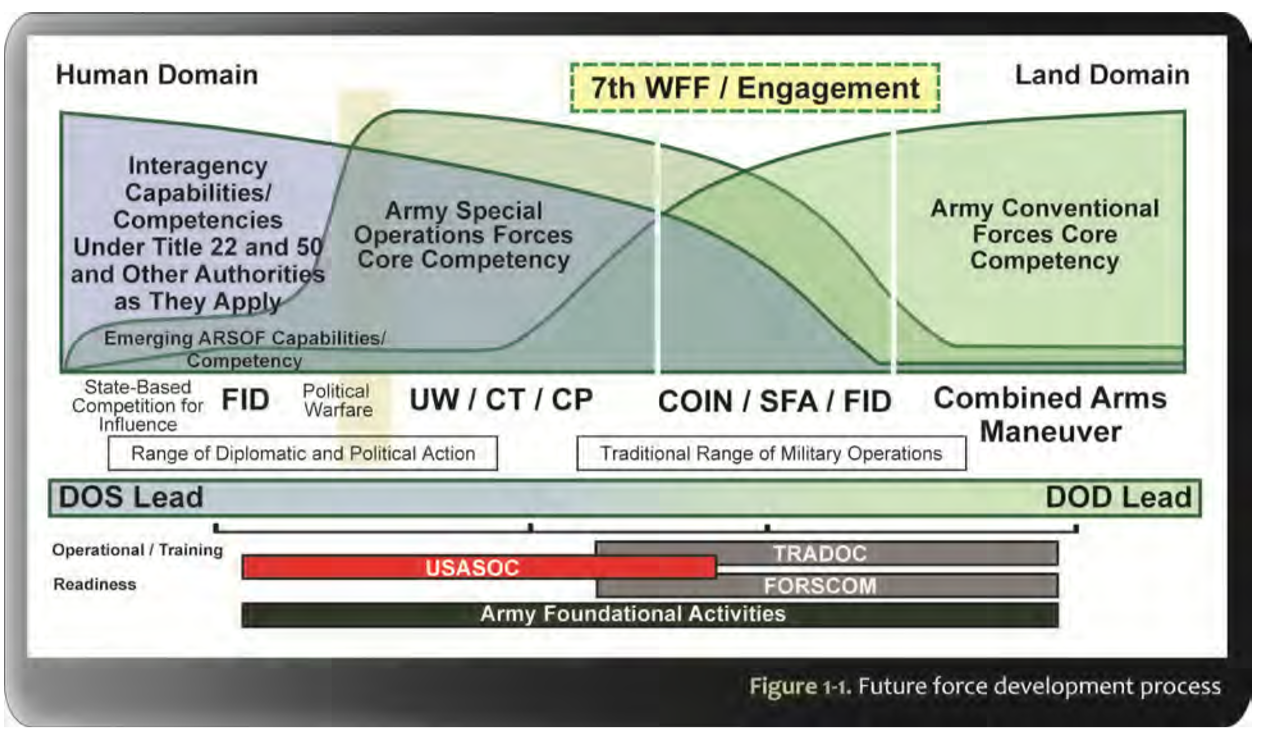 Human Domain
7th WFF / Engagement
Land Domain
Interagency
Capabilities/
Competencies
Under Title 22 and 50
and Other Authorities
as They Apply
Army Special
Operations Forces
Core Competency
Army Conventional
Forces Core
Competency
Emerging ARSOF Capabilities/
Competency
State-Based
Competition for
Influence
FID
Political
Warfare
UW / CT / CP
COIN / SFA / FID
Combined Arms
Maneuver
Range of Diplomatic and Political Action
Traditional Range of Military Operations
DOS Lead
DOD Lead
Operational / Training
TRADOC
USASOC
Readiness
FORSCOM
Army Foundational Activities
Figure 1-1. Future force development process